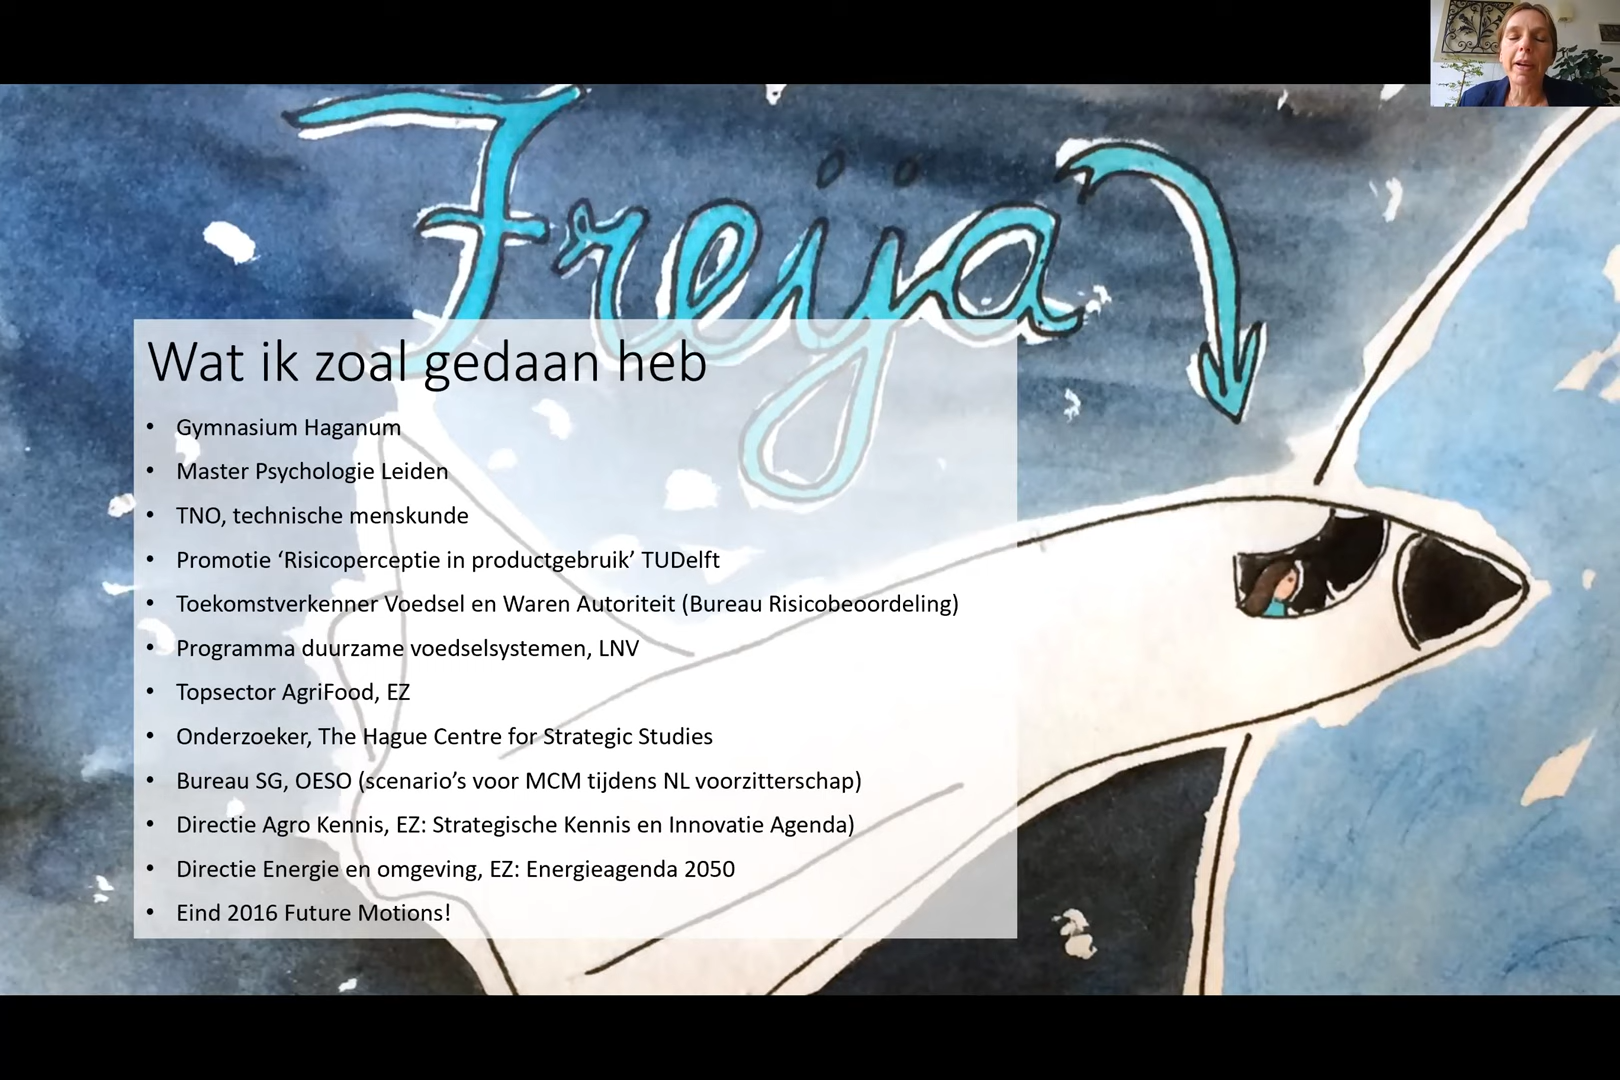 Freija
Wat ik zoal gedaan heb
• Gymnasium Haganum
• Master Psychologie Leiden
• TNO, technische menskunde
• Promotie ‘Risicoperceptie in productgebruik’ TUDelft
• Toekomstverkenner Voedsel en Waren Autoriteit (Bureau Risicobeoordeling)
• Programma duurzame voedselsystemen, LNV
• Topsector AgriFood, EZ
• Onderzoeker, The Hague Centre for Strategic Studies
• Bureau SG, OESO (scenario’s voor MCM tijdens NL voorzitterschap)
• Directie Agro Kennis, EZ: Strategische Kennis en Innovatie Agenda)
• Directie Energie en omgeving, EZ: Energieagenda 2050
• Eind 2016 Future Motions!